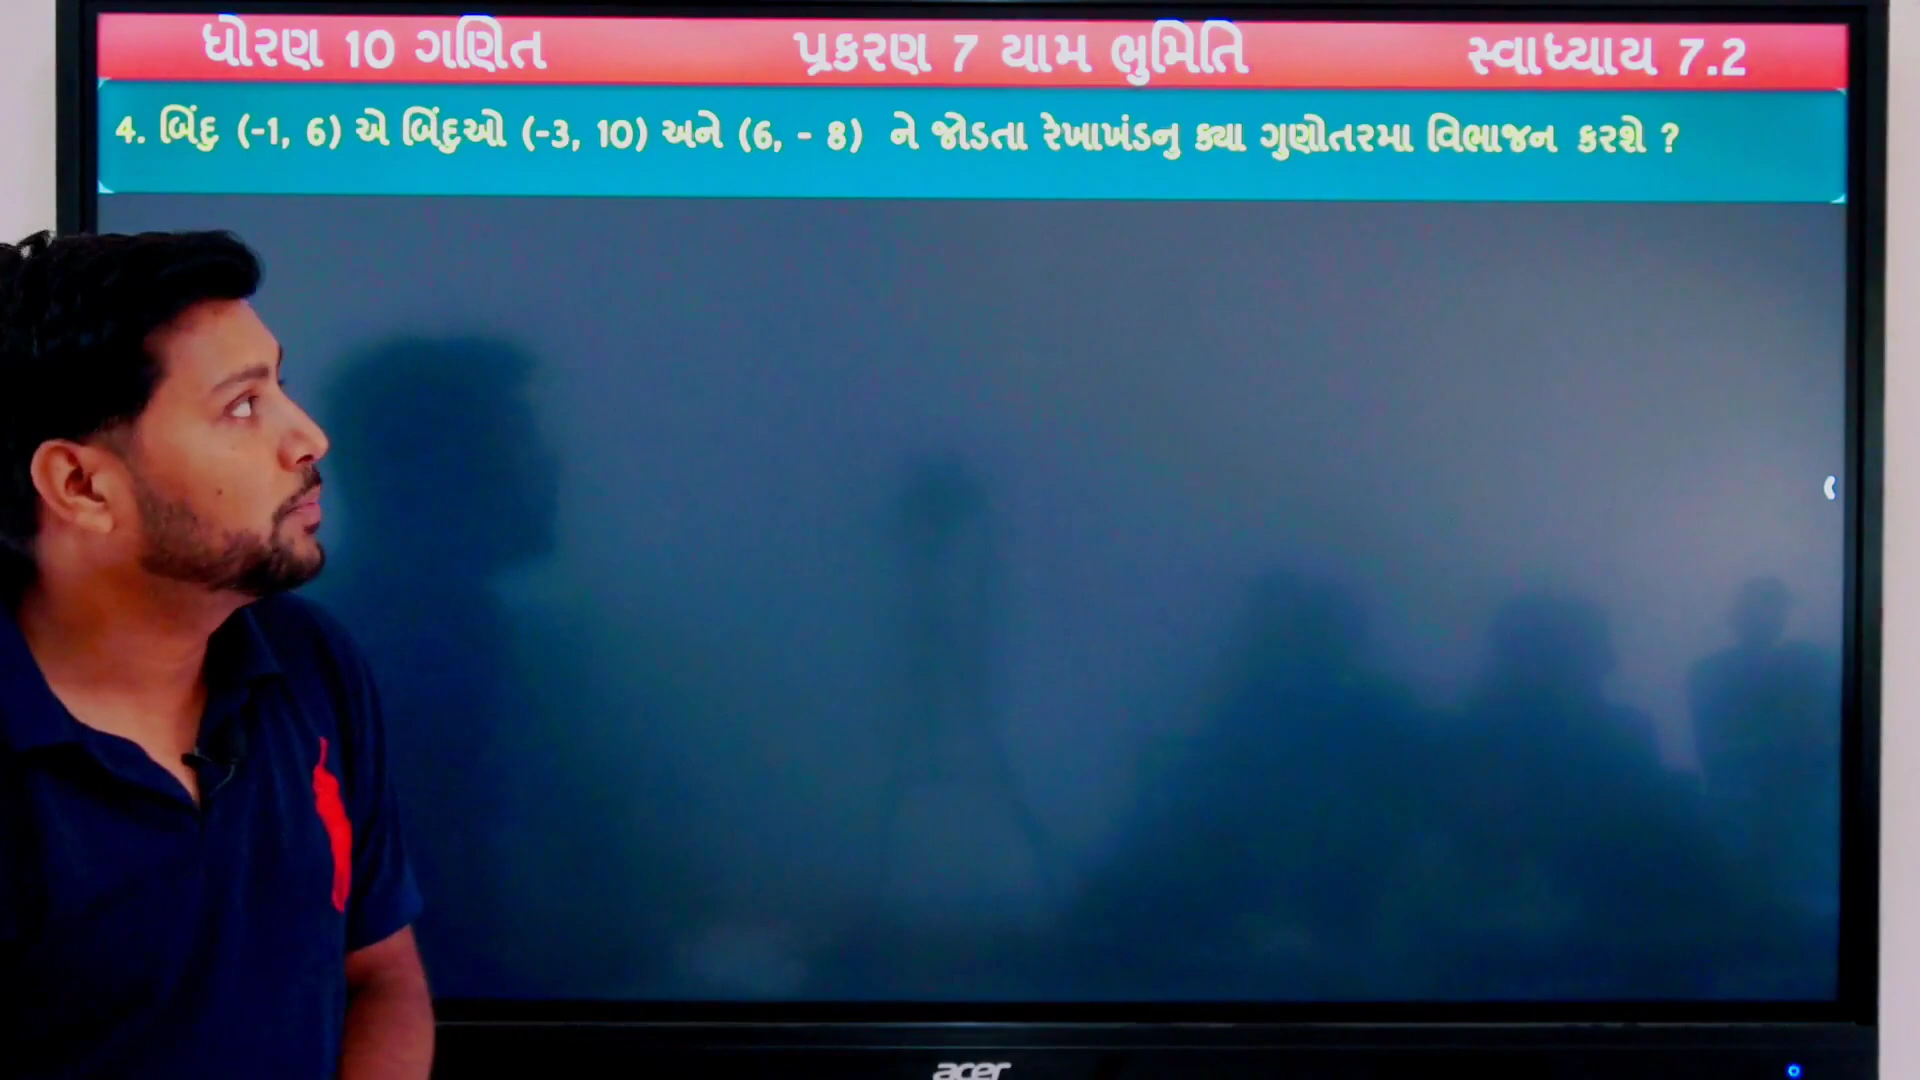 ધોરણ 10 ગણિત પ્રકરણ 7 યામ ભુમિતિ સ્વાધ્યાય 7.2
4. બિંદુ (-1, 6) એ બિંદુઓ (-3, 10) અને (6, - 8) ને જોડતા રેખાખંડનુ ક્યા ગુણોતરમા વિભાજન કરશે ?
acer